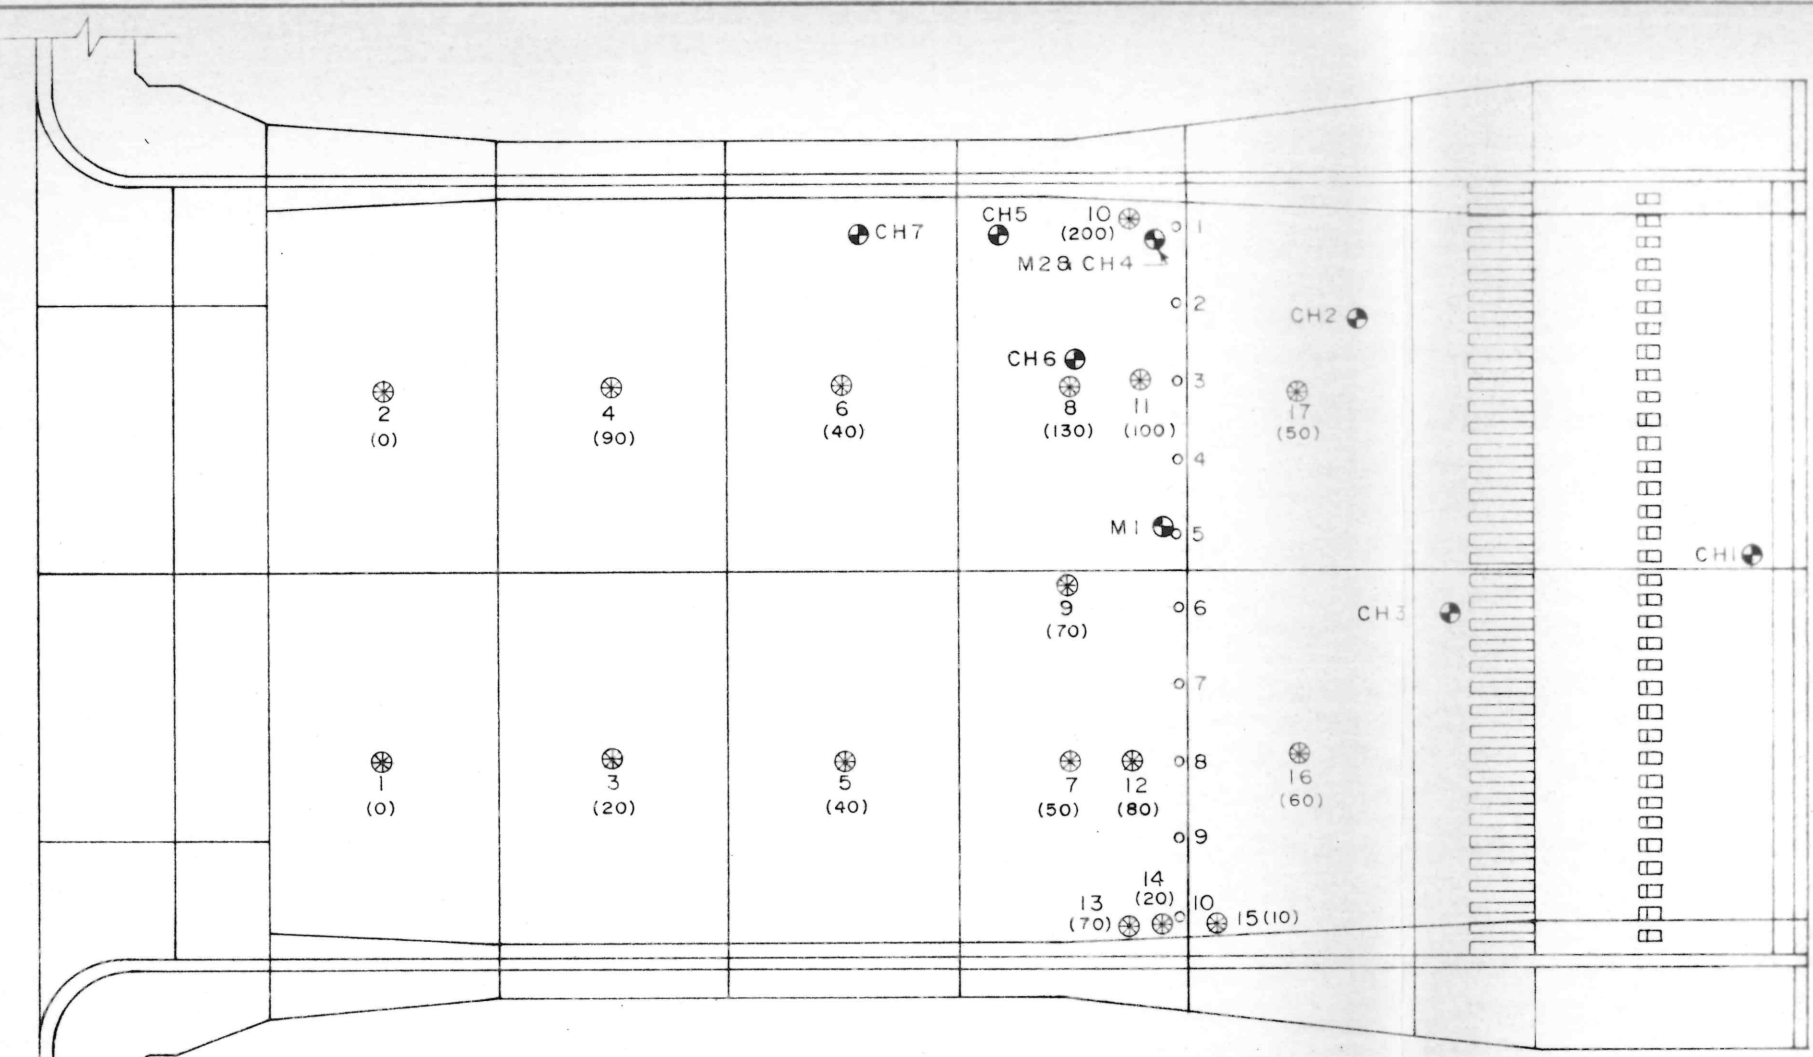 CH5 10
CH7 (200) 1
M2 & CH4
2
CH2
CH6
3
2 4 6 8 11 17
(0) (90) (40) (130) (100) (50)
4
M1 5
CH1
9 6 CH3
(70)
7
8
1 3 5 7 12 16
(0) (20) (40) (50) (80) (60)
9
14
13 (20) 10
(70) 15(10)